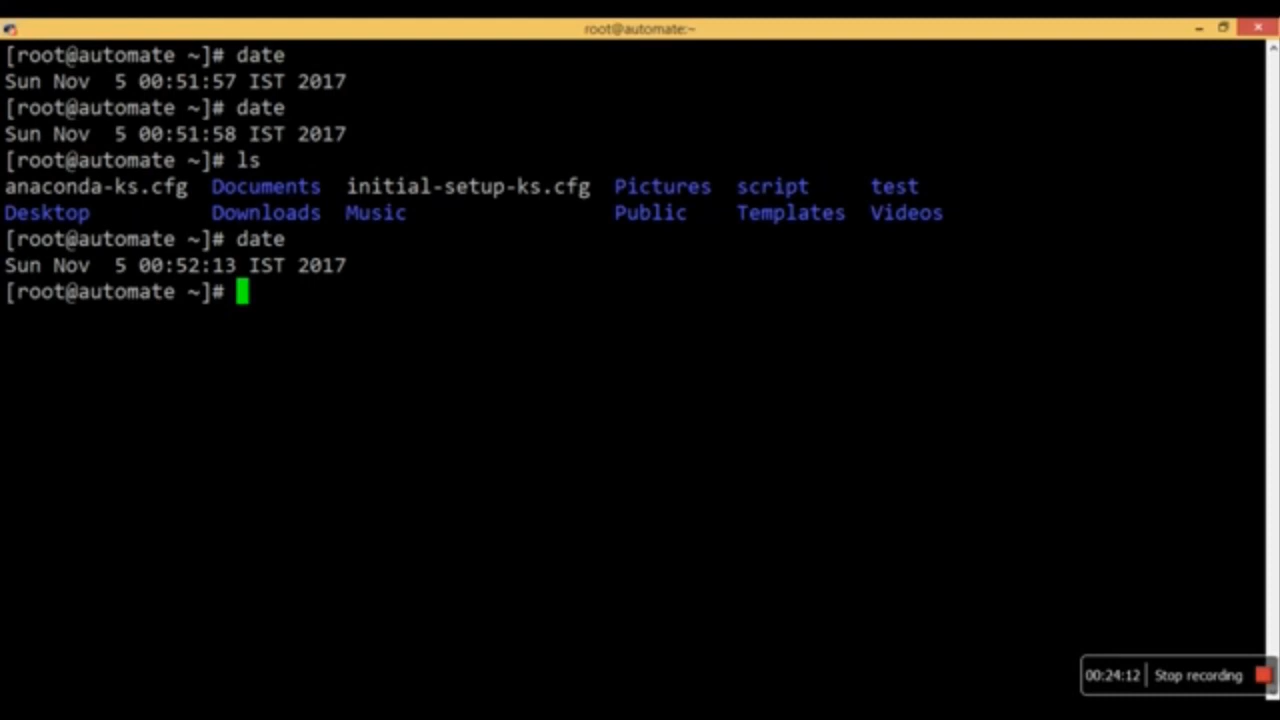 root@automate:~
[root@automate ~]# date
Sun Nov  5 00:51:57 IST 2017
[root@automate ~]# date
Sun Nov  5 00:51:58 IST 2017
[root@automate ~]# ls
anaconda-ks.cfg  Documents  initial-setup-ks.cfg  Pictures  script     test
Desktop          Downloads  Music                 Public    Templates  Videos
[root@automate ~]# date
Sun Nov  5 00:52:13 IST 2017
[root@automate ~]#
00:24:12 Stop recording